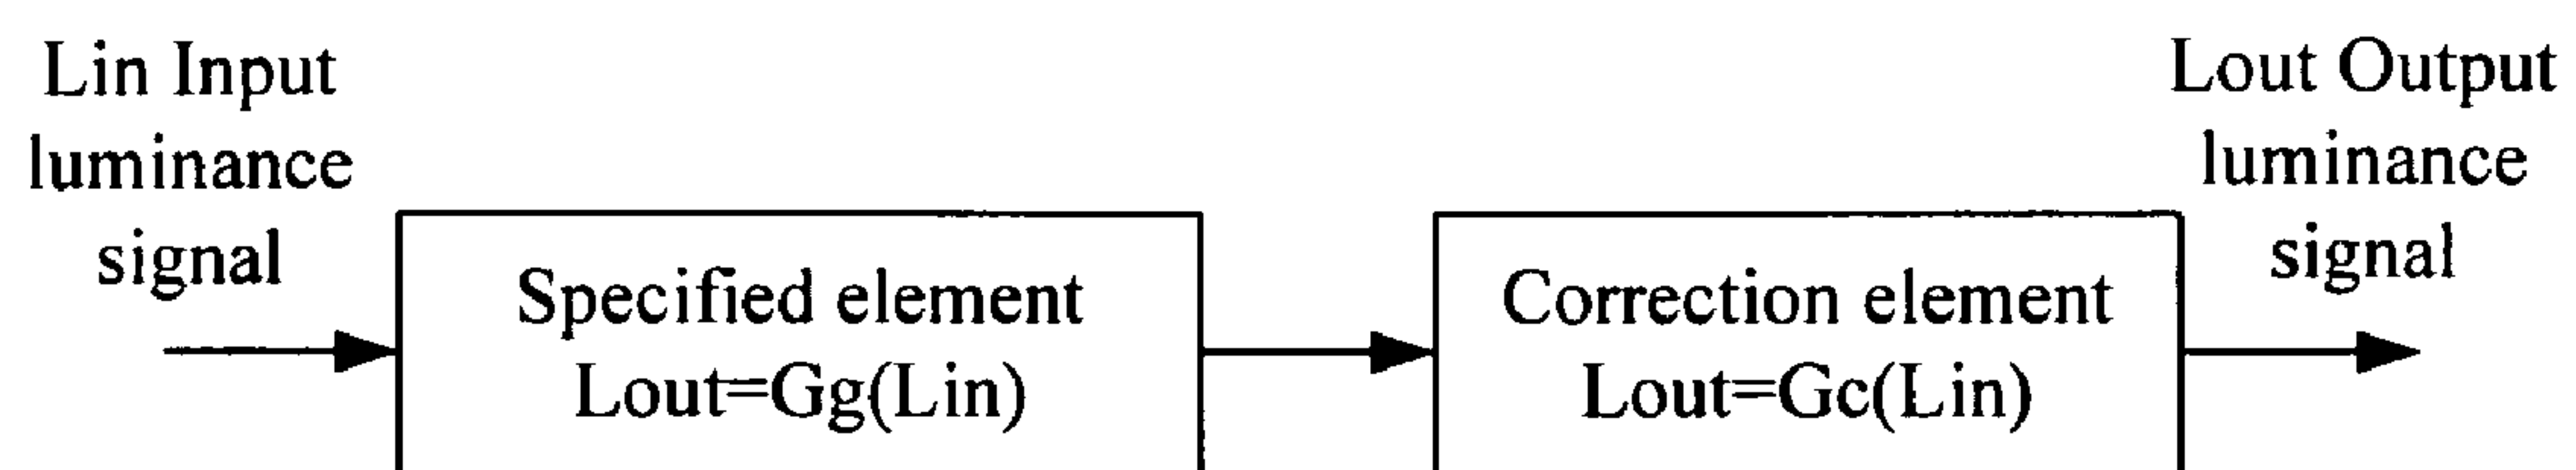 Lin Input
luminance
signal
Specified element
Lout=Gg(Lin)
Correction element
Lout=Gc(Lin)
Lout Output
luminance
signal